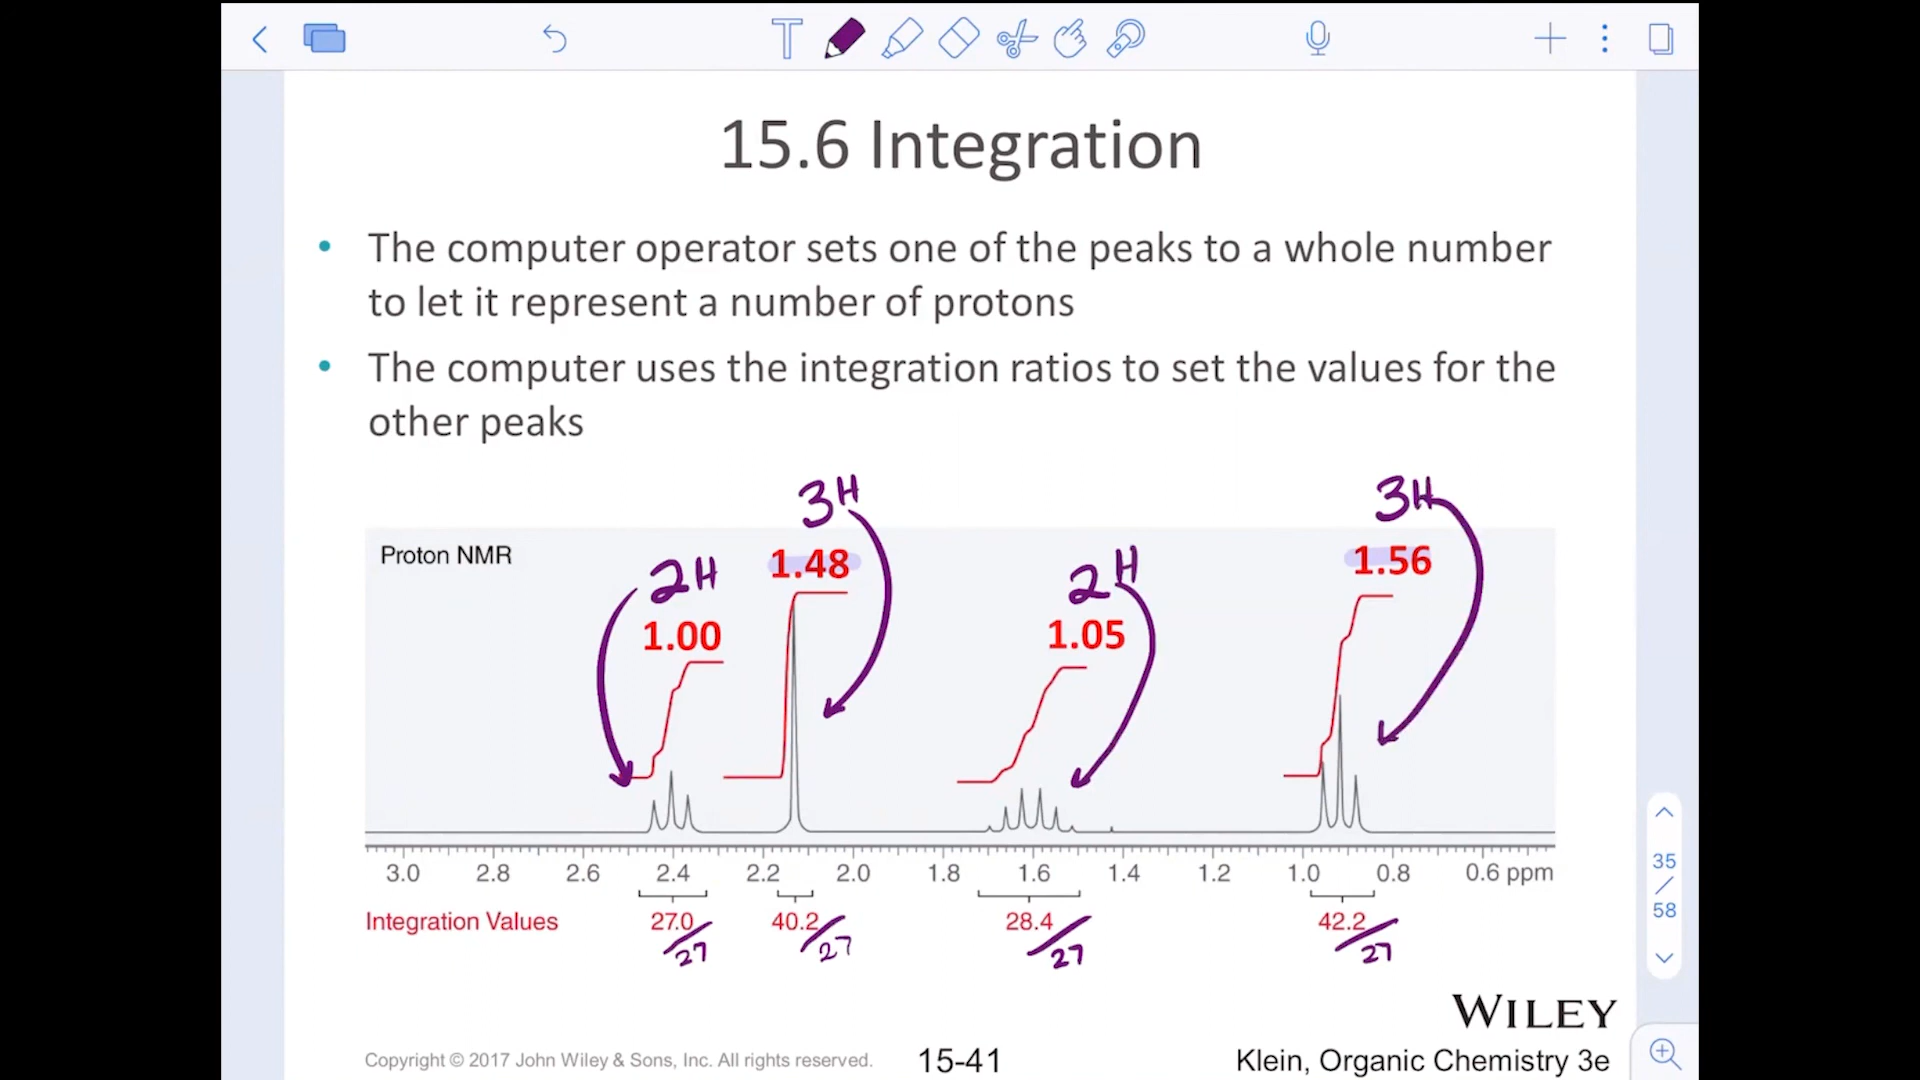 15.6 Integration
• The computer operator sets one of the peaks to a whole number
to let it represent a number of protons
• The computer uses the integration ratios to set the values for the
other peaks
3H
3H
Proton NMR
2H
1.48
2H
1.56
1.00
1.05
3.0 2.8 2.6 2.4 2.2 2.0 1.8 1.6 1.4 1.2 1.0 0.8 0.6 ppm
Integration Values 27.0 40.2 28.4 42.2
/27 /27 /27 /27
35
/
58
WILEY
Copyright © 2017 John Wiley & Sons, Inc. All rights reserved.
15-41
Klein, Organic Chemistry 3e